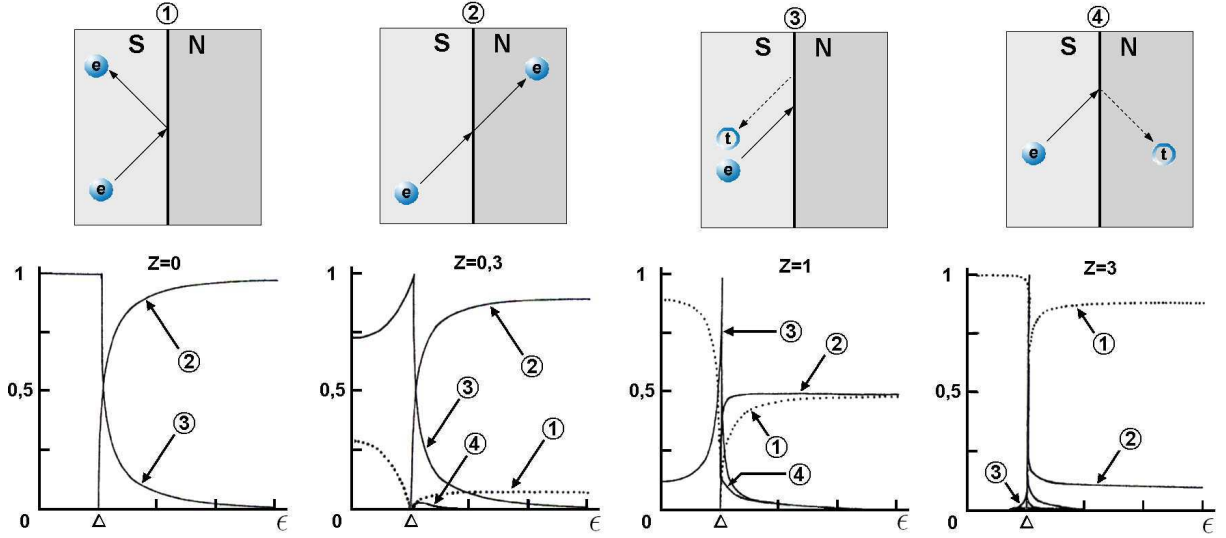 ① ② ③ ④
S N S N S N S N
e e e e t e e t
z=0 z=0,3 z=1 z=3
1 1 1 1
③ ② ①
② ② ①
0,5 0,5 0,5 0,5
③ ① ①
③ ④ ④ ③ ②
0 Δ ϵ 0 Δ ϵ 0 Δ ϵ 0 Δ ϵ